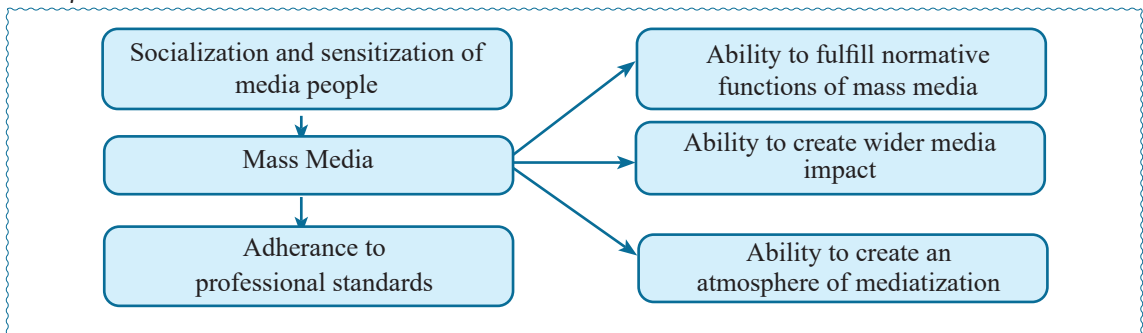 Socialization and sensitization of
media people
Mass Media
Adherance to
professional standards
Ability to fulfill normative
functions of mass media
Ability to create wider media
impact
Ability to create an
atmosphere of mediatization